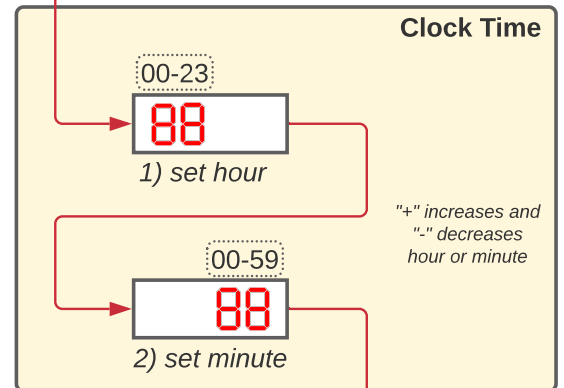 Clock Time
00-23
88
1) set hour
"+" increases and
"-" decreases
hour or minute
00-59
88
2) set minute